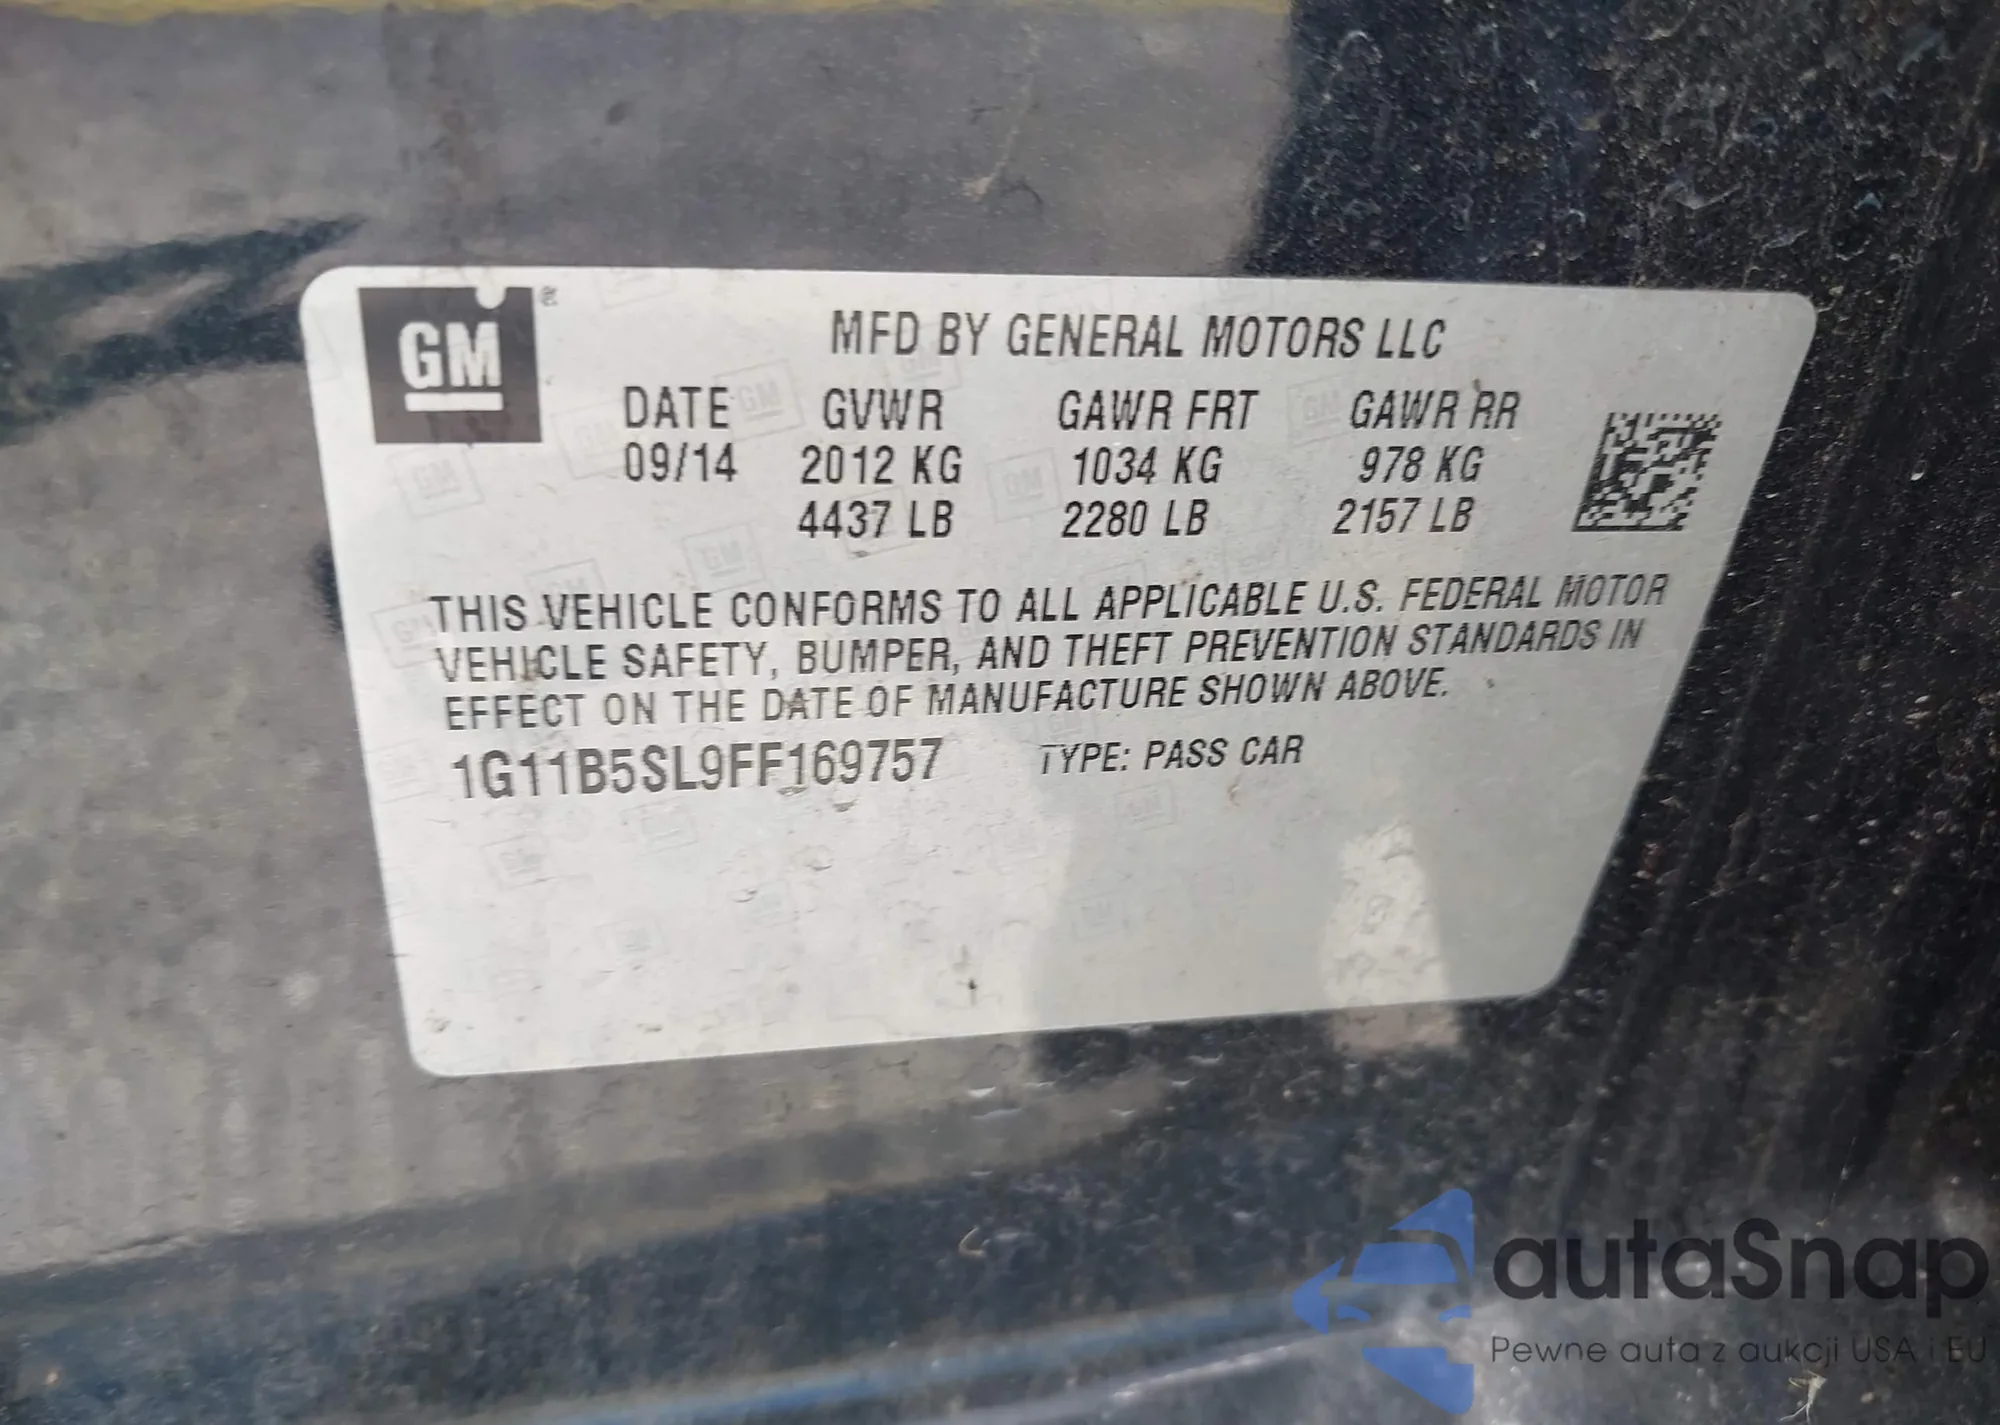 GM®
MFD BY GENERAL MOTORS LLC
DATE GVWR GAWR FRT GAWR RR
09/14 2012 KG 1034 KG 978 KG
4437 LB 2280 LB 2157 LB
THIS VEHICLE CONFORMS TO ALL APPLICABLE U.S. FEDERAL MOTOR
VEHICLE SAFETY, BUMPER, AND THEFT PREVENTION STANDARDS IN
EFFECT ON THE DATE OF MANUFACTURE SHOWN ABOVE.
1G11B5SL9FF169757 TYPE: PASS CAR
autaSnap
Pewne auta z aukcji USA i EU